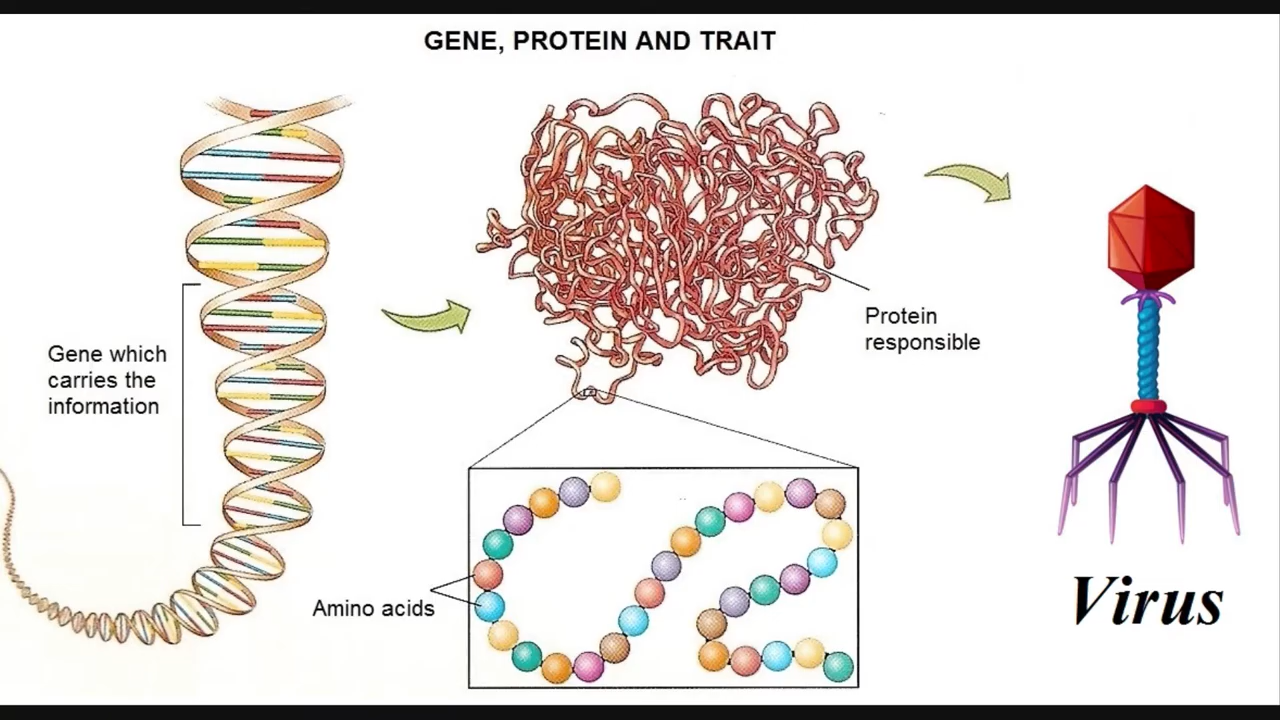 GENE, PROTEIN AND TRAIT
Gene which
carries the
information
Protein
responsible
Amino acids
Virus